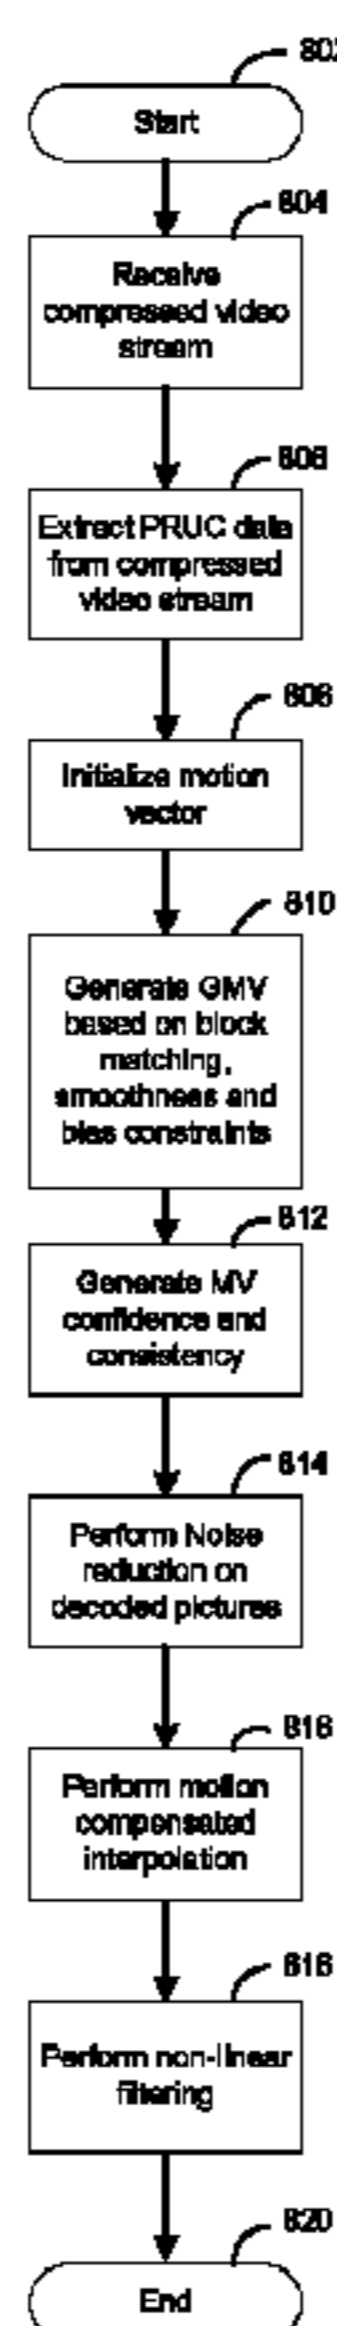 802
Start
804
Receive
compressed video
stream
806
Extract PRUC data
from compressed
video stream
808
Initialize motion
vector
810
Generate GMV
based on block
matching,
smoothness and
bias constraints
812
Generate MV
confidence and
consistency
814
Perform Noise
reduction on
decoded pictures
816
Perform motion
compensated
interpolation
818
Perform non-linear
filtering
820
End